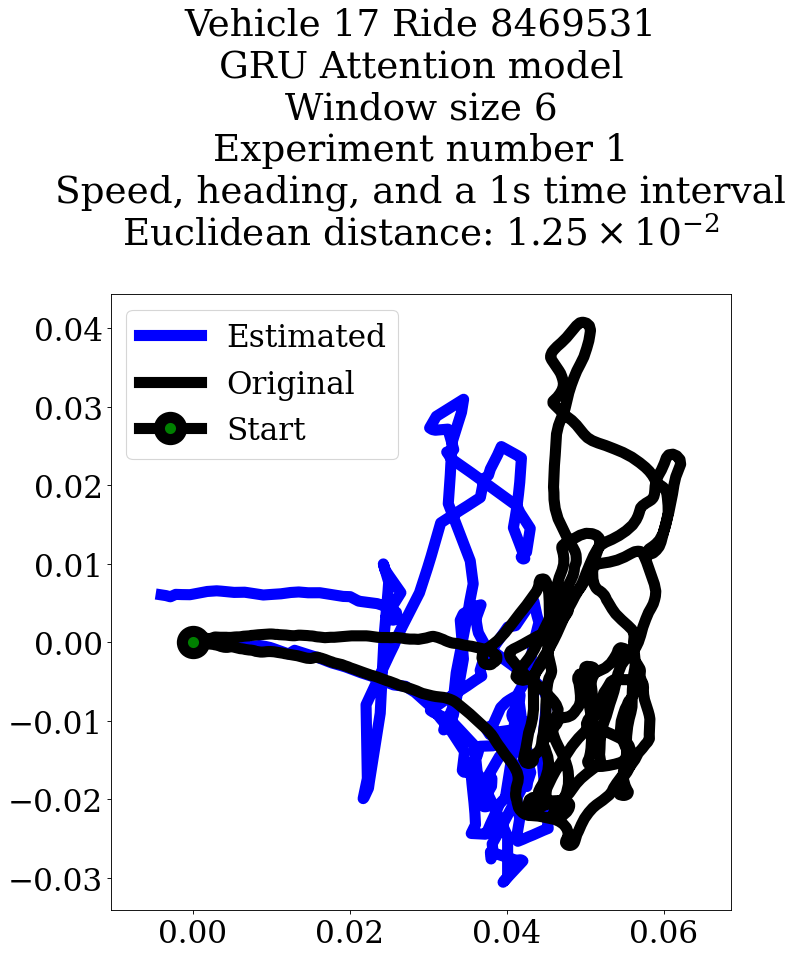 Vehicle 17 Ride 8469531
GRU Attention model
Window size 6
Experiment number 1
Speed, heading, and a 1s time interval
Euclidean distance: 1.25 × 10⁻²
Estimated
Original
Start
0.04
0.03
0.02
0.01
0.00
−0.01
−0.02
−0.03
0.00 0.02 0.04 0.06